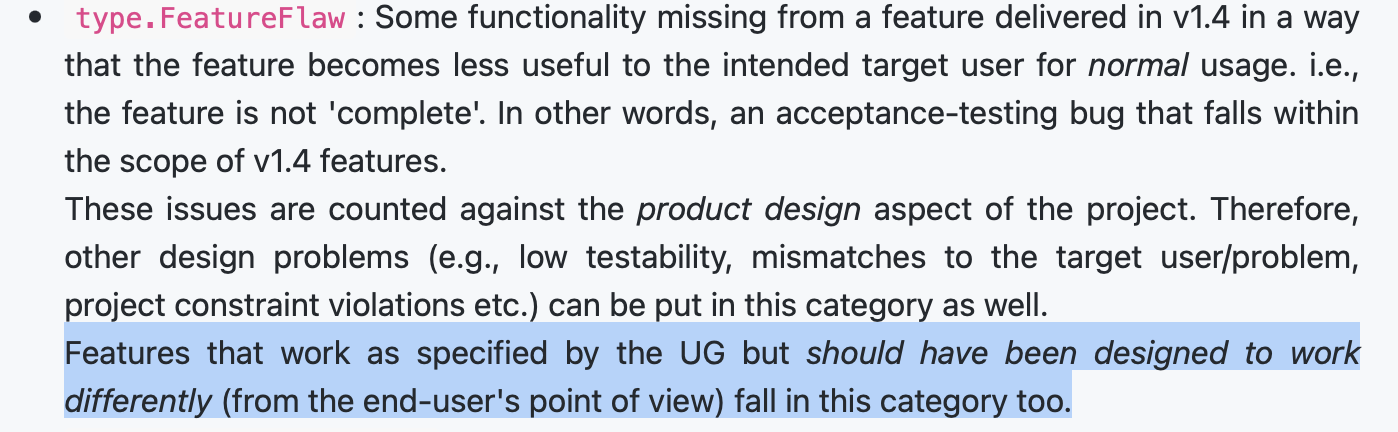 • type.FeatureFlaw : Some functionality missing from a feature delivered in v1.4 in a way
that the feature becomes less useful to the intended target user for normal usage. i.e.,
the feature is not 'complete'. In other words, an acceptance-testing bug that falls within
the scope of v1.4 features.
These issues are counted against the product design aspect of the project. Therefore,
other design problems (e.g., low testability, mismatches to the target user/problem,
project constraint violations etc.) can be put in this category as well.
Features that work as specified by the UG but should have been designed to work
differently (from the end-user's point of view) fall in this category too.